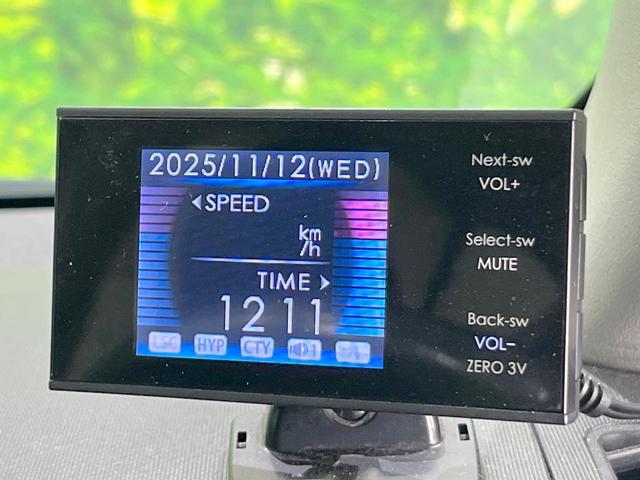 2025/11/12(WED)
◀SPEED
km
/h
TIME >
12 11
LSC HYP CTY
Next-sw
VOL+
Select-sw
MUTE
Back-sw
VOL−
ZERO 3V